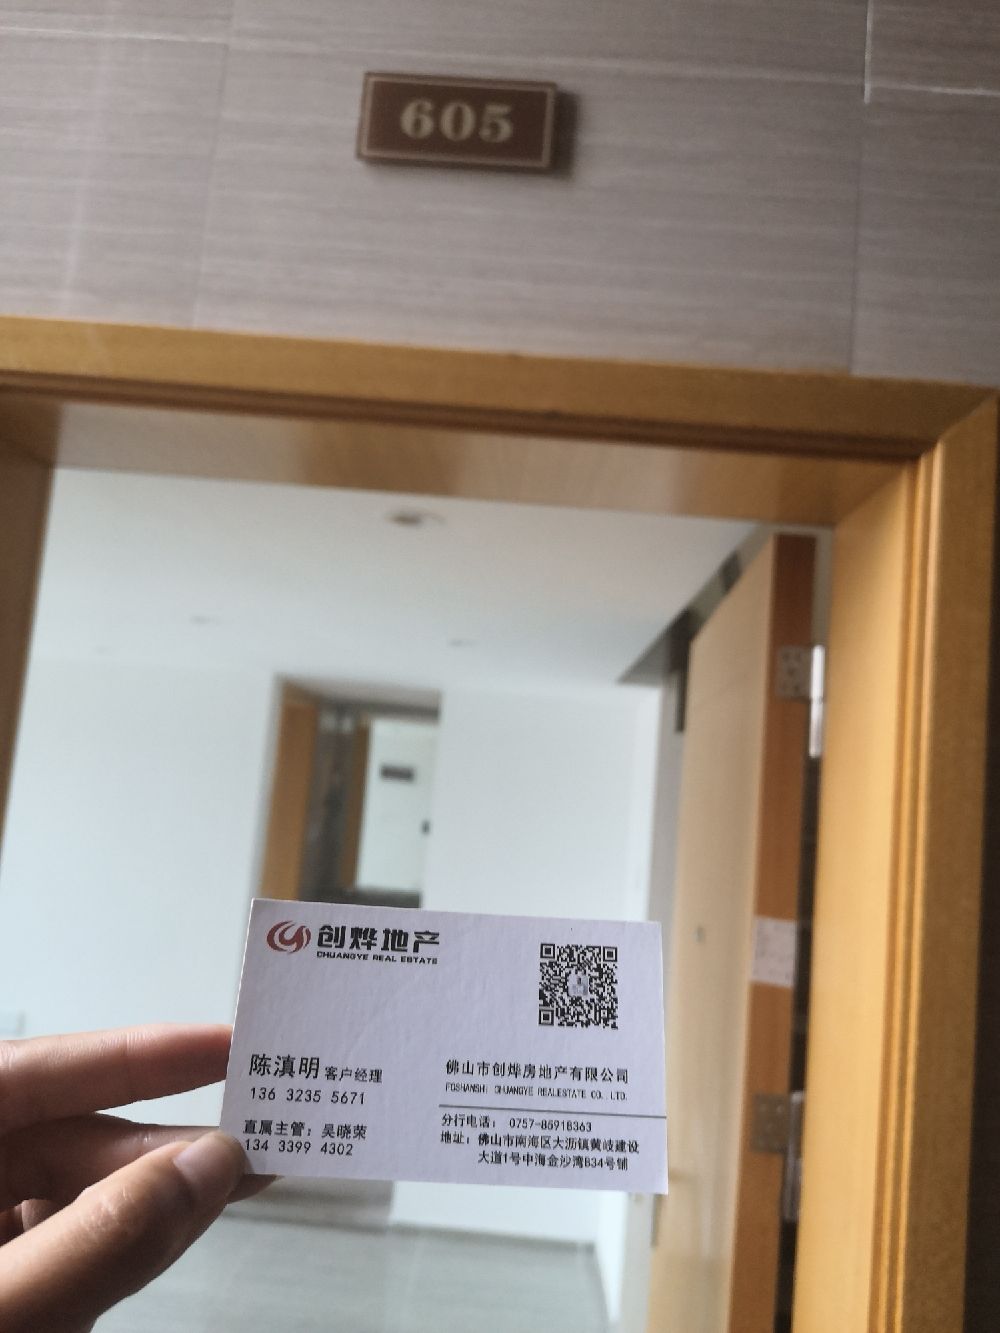 605
创烨地产
CHUANGYE REAL ESTATE
陈滇明 客户经理
136 3235 5671
直属主管：吴晓荣
134 3399 4302
佛山市创烨房地产有限公司
FOSHANSHI CHUANGYE REALESTATE CO., LTD.
分行电话： 0757-85918363
地址：佛山市南海区大沥镇黄岐建设
大道1号中海金沙湾B34号铺